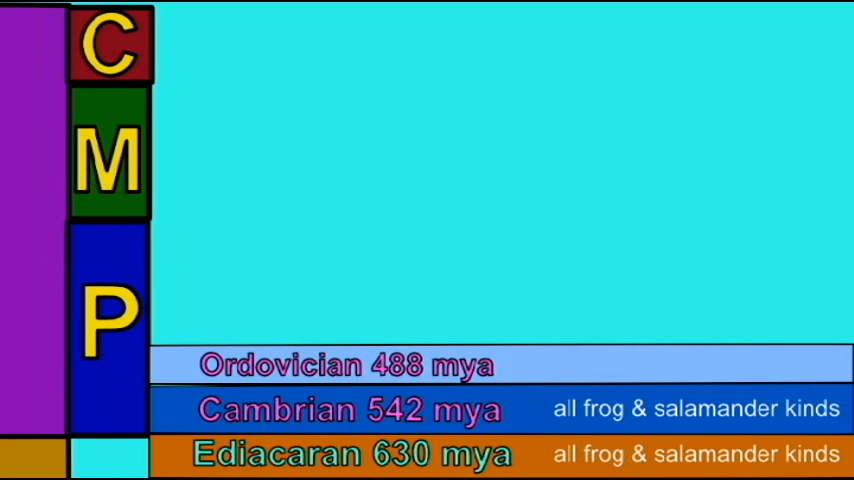 C
M
P
Ordovician 488 mya
Cambrian 542 mya all frog & salamander kinds
Ediacaran 630 mya all frog & salamander kinds